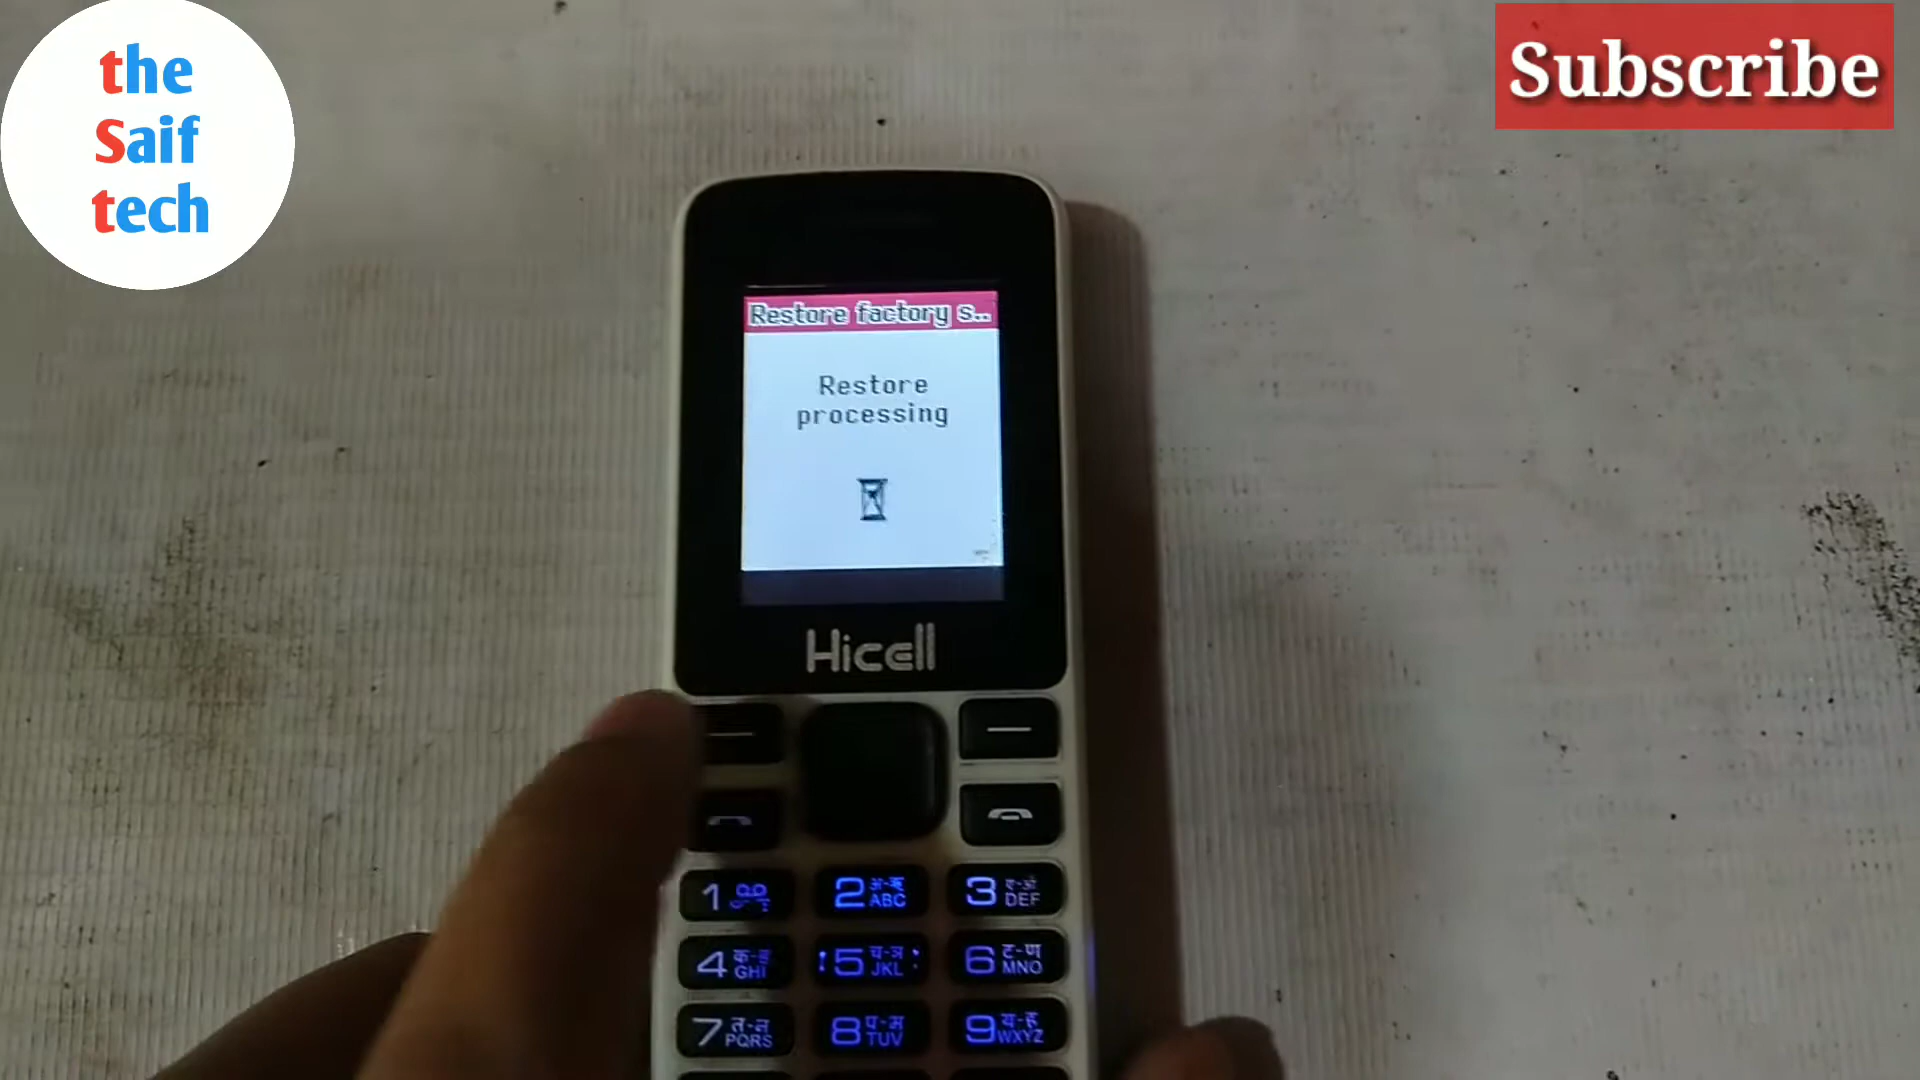 the
Saif
tech
Subscribe
Restore factory s..
Restore
processing
Hicell
1
2 अ-ऋ ABC
3 DEF
4 GHI
5 च-ञ JKL
6 ट-ण MNO
7 त-न PQRS
8 प-म TUV
9 य-ह WXYZ